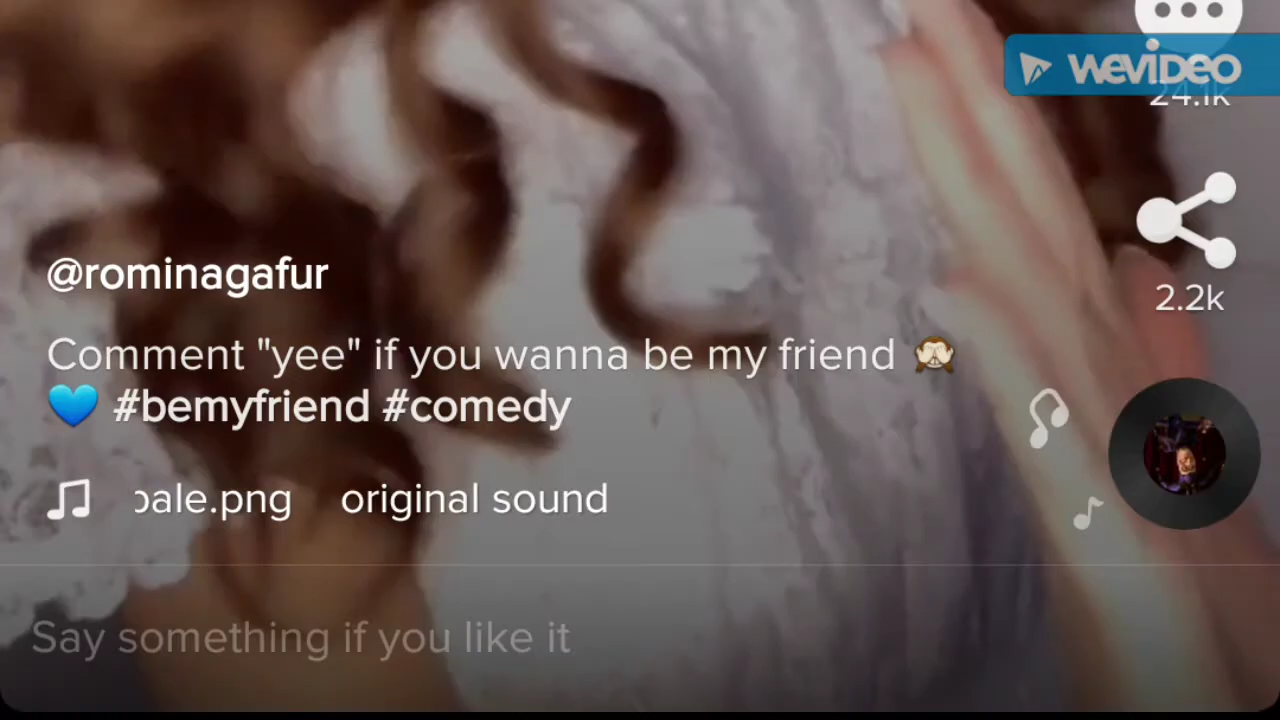 WEVIDEO
24.1k
2.2k
@rominagafur
Comment "yee" if you wanna be my friend 🙈
💙 #bemyfriend #comedy
pale.png original sound
Say something if you like it